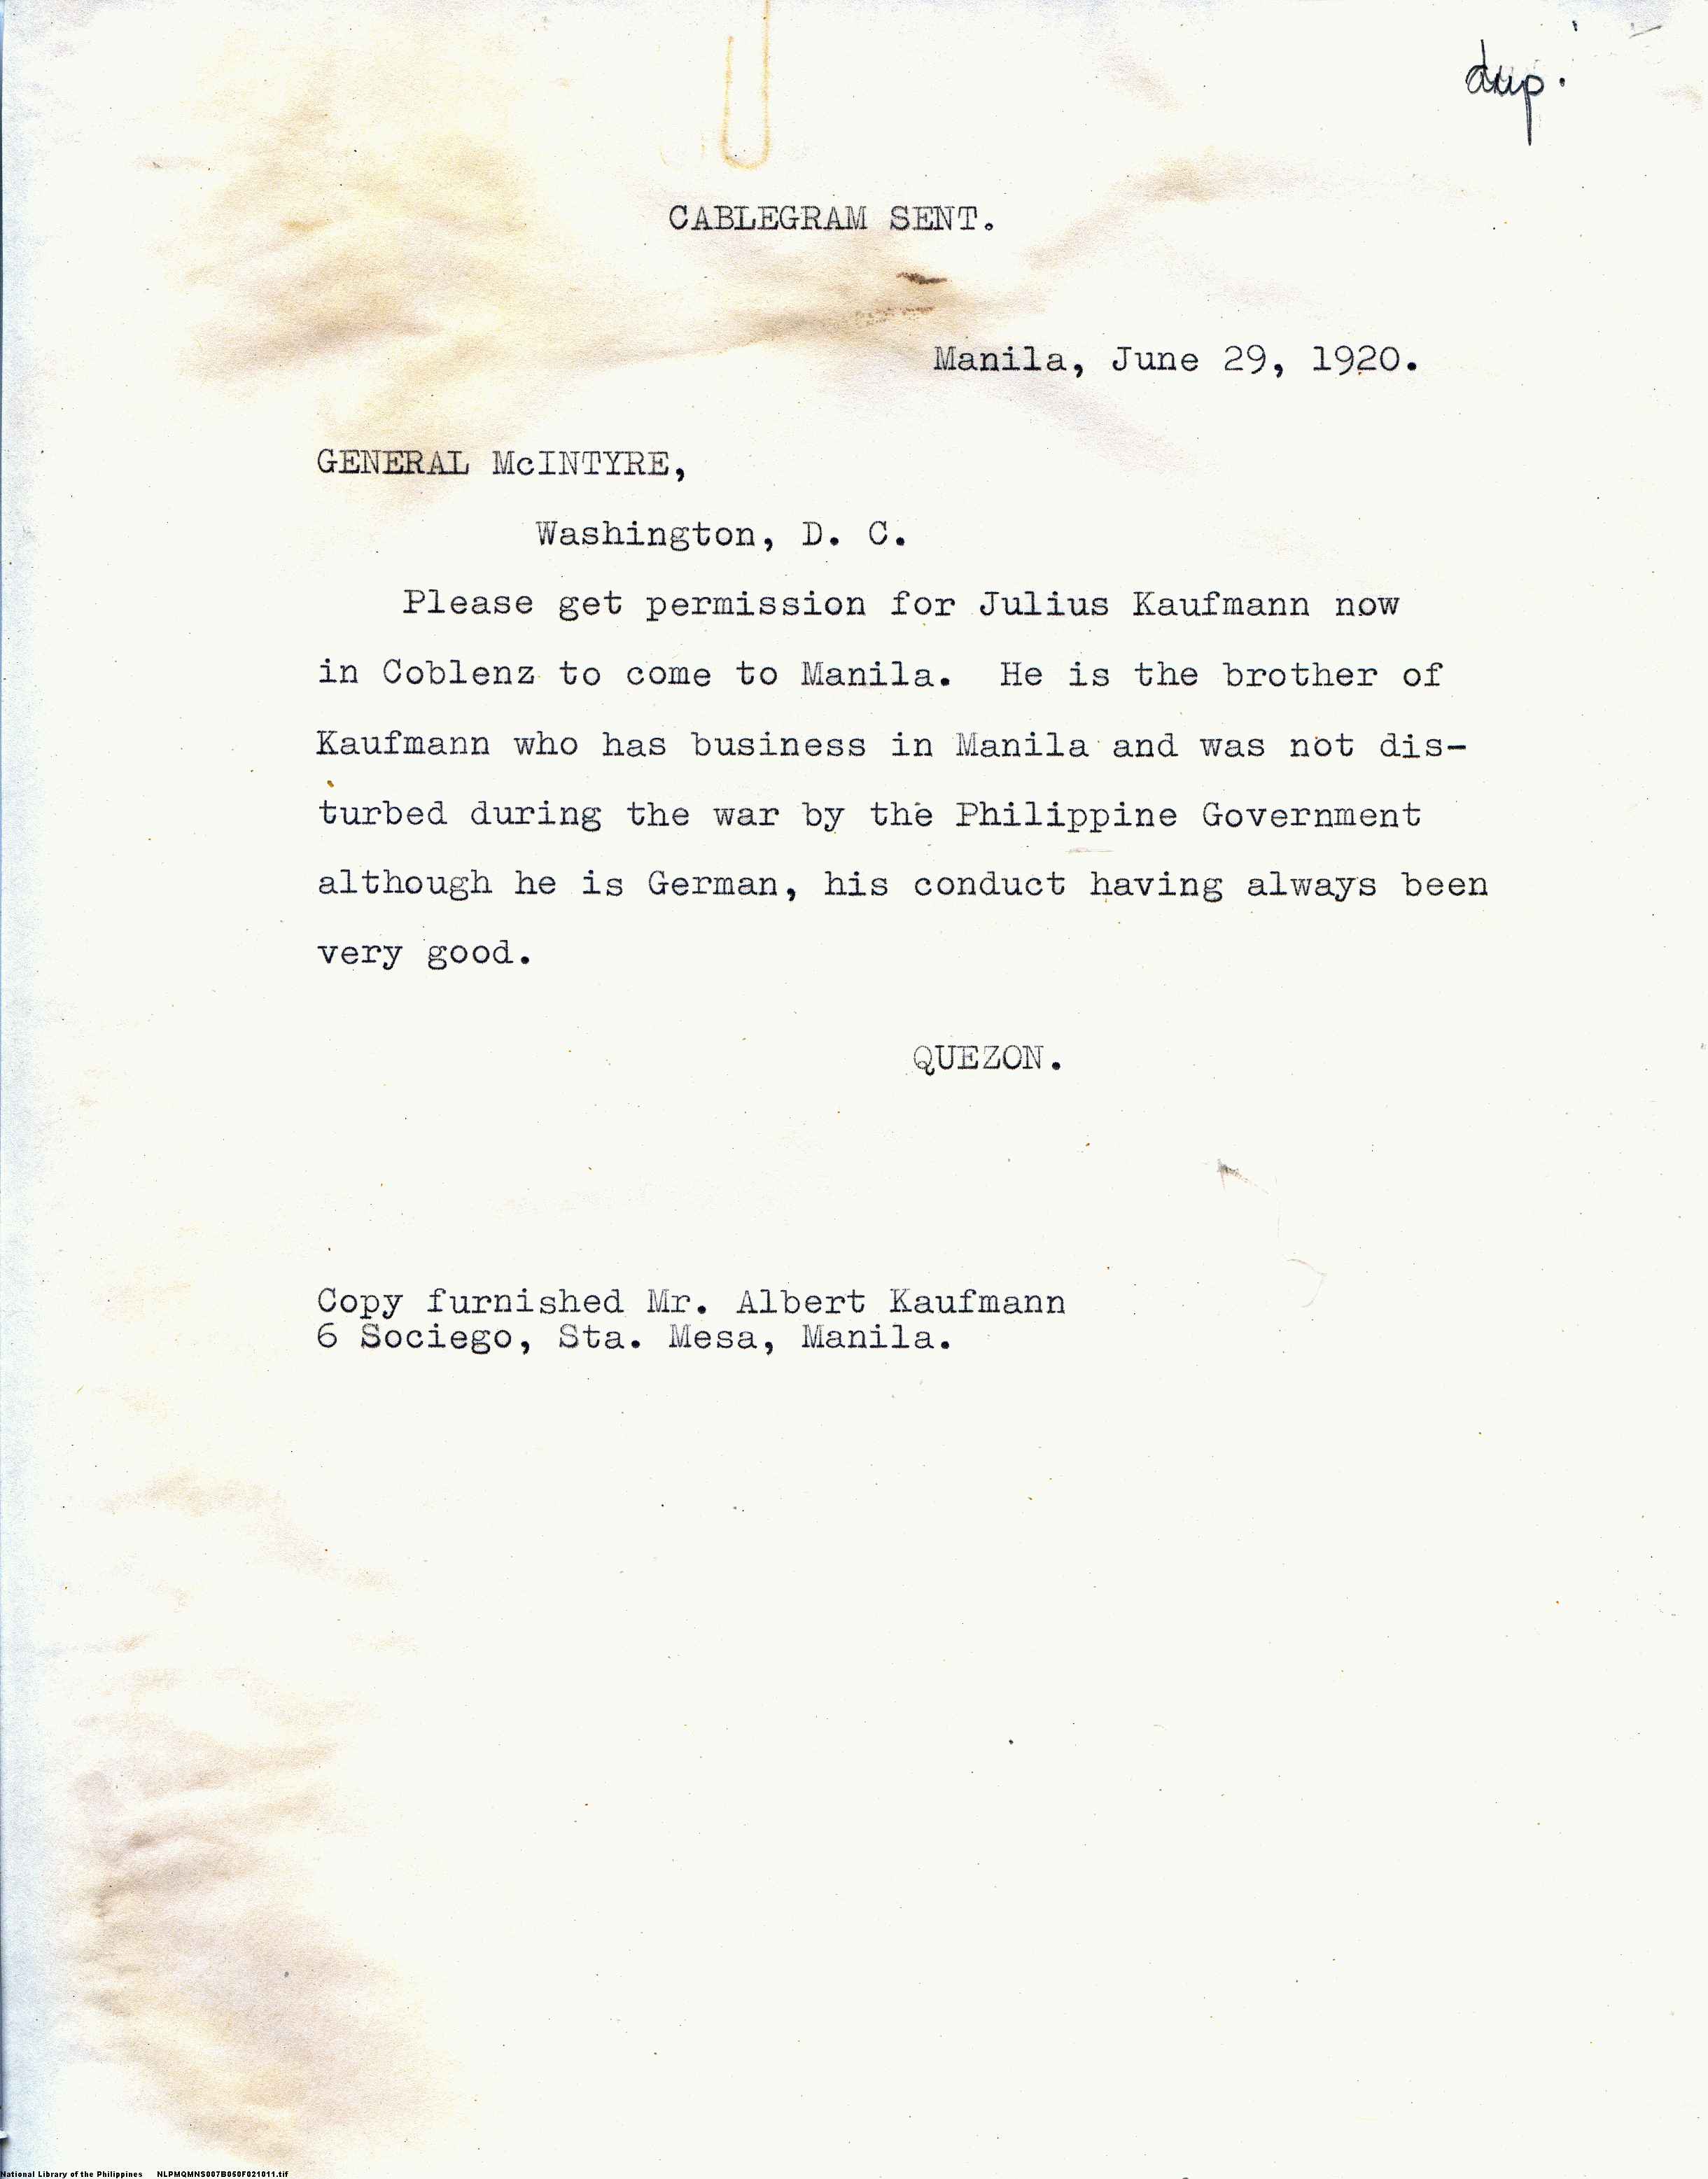 dup.
CABLEGRAM SENT.
Manila, June 29, 1920.
GENERAL McINTYRE,
Washington, D. C.
Please get permission for Julius Kaufmann now
in Coblenz to come to Manila. He is the brother of
Kaufmann who has business in Manila and was not dis-
turbed during the war by the Philippine Government
although he is German, his conduct having always been
very good.
QUEZON.
Copy furnished Mr. Albert Kaufmann
6 Sociego, Sta. Mesa, Manila.
National Library of the Philippines NLPMQMNS007B050F021011.tif